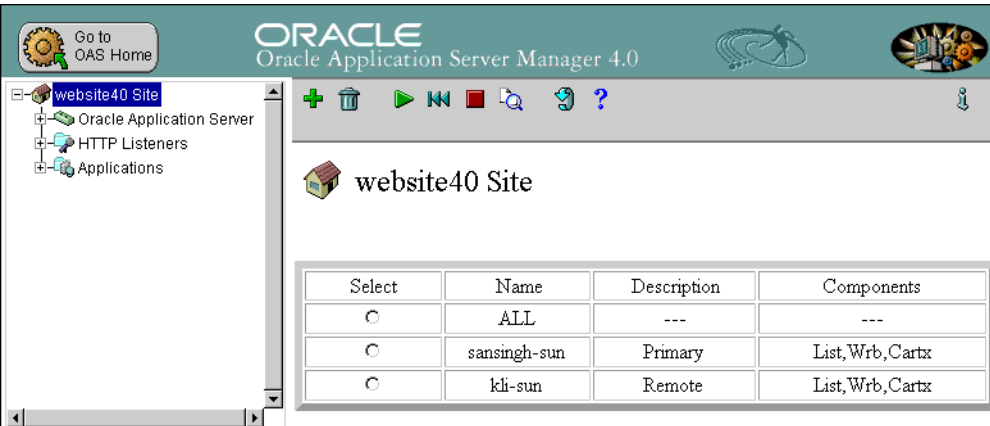 Go to
OAS Home
ORACLE
Oracle Application Server Manager 4.0
website40 Site
Oracle Application Server
HTTP Listeners
Applications
website40 Site
Select Name Description Components
ALL --- ---
sansingh-sun Primary List,Wrb,Cartx
kli-sun Remote List,Wrb,Cartx